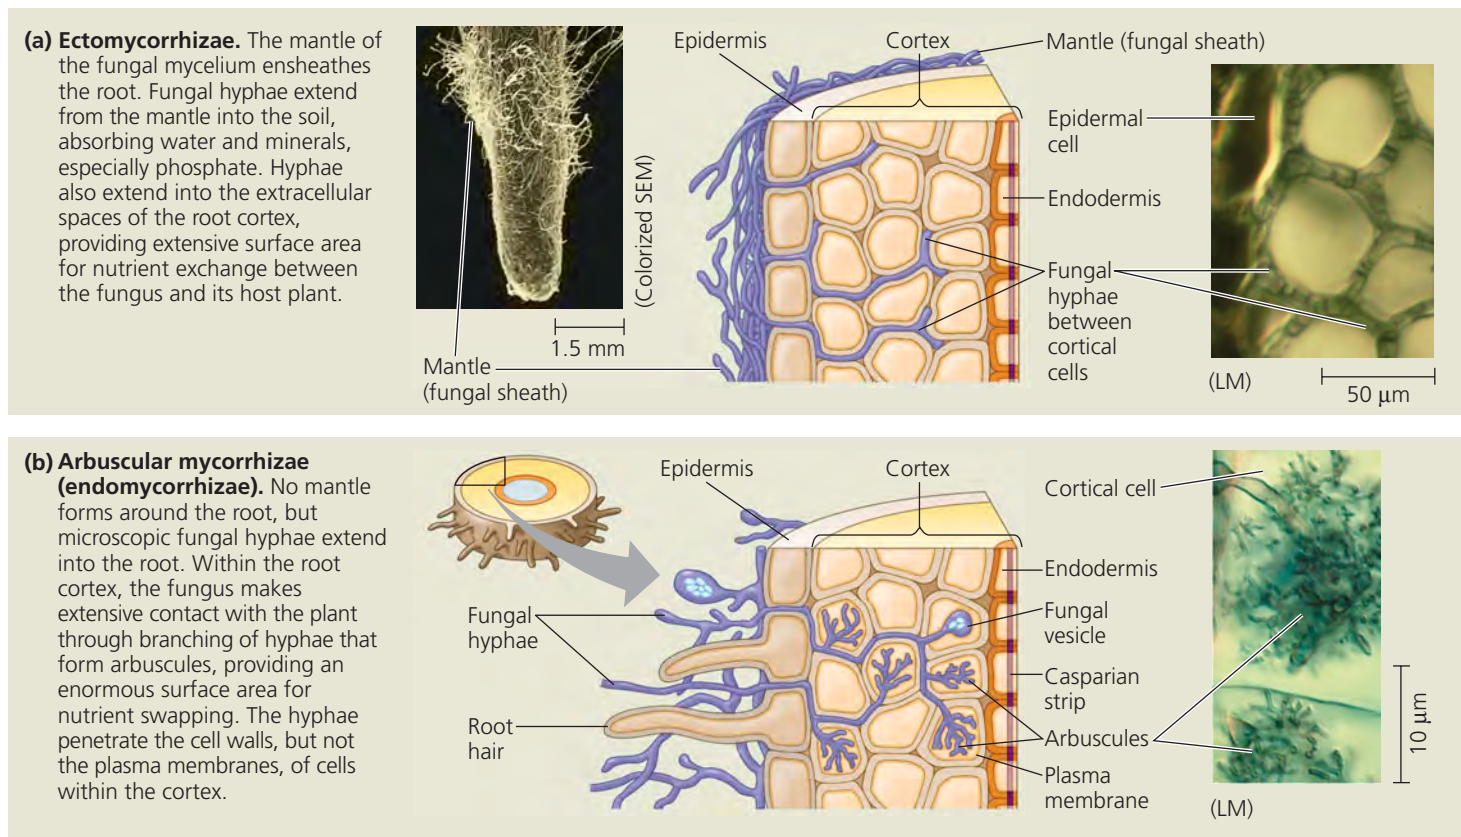 (a) Ectomycorrhizae. The mantle of
the fungal mycelium ensheathes
the root. Fungal hyphae extend
from the mantle into the soil,
absorbing water and minerals,
especially phosphate. Hyphae
also extend into the extracellular
spaces of the root cortex,
providing extensive surface area
for nutrient exchange between
the fungus and its host plant.
Mantle
(fungal sheath)
1.5 mm
(Colorized SEM)
Epidermis
Cortex
Mantle (fungal sheath)
Epidermal
cell
Endodermis
Fungal
hyphae
between
cortical
cells
(LM)
50 μm
(b) Arbuscular mycorrhizae
(endomycorrhizae). No mantle
forms around the root, but
microscopic fungal hyphae extend
into the root. Within the root
cortex, the fungus makes
extensive contact with the plant
through branching of hyphae that
form arbuscules, providing an
enormous surface area for
nutrient swapping. The hyphae
penetrate the cell walls, but not
the plasma membranes, of cells
within the cortex.
Epidermis
Cortex
Fungal
hyphae
Root
hair
Cortical cell
Endodermis
Fungal
vesicle
Casparian
strip
Arbuscules
Plasma
membrane
(LM)
10 μm